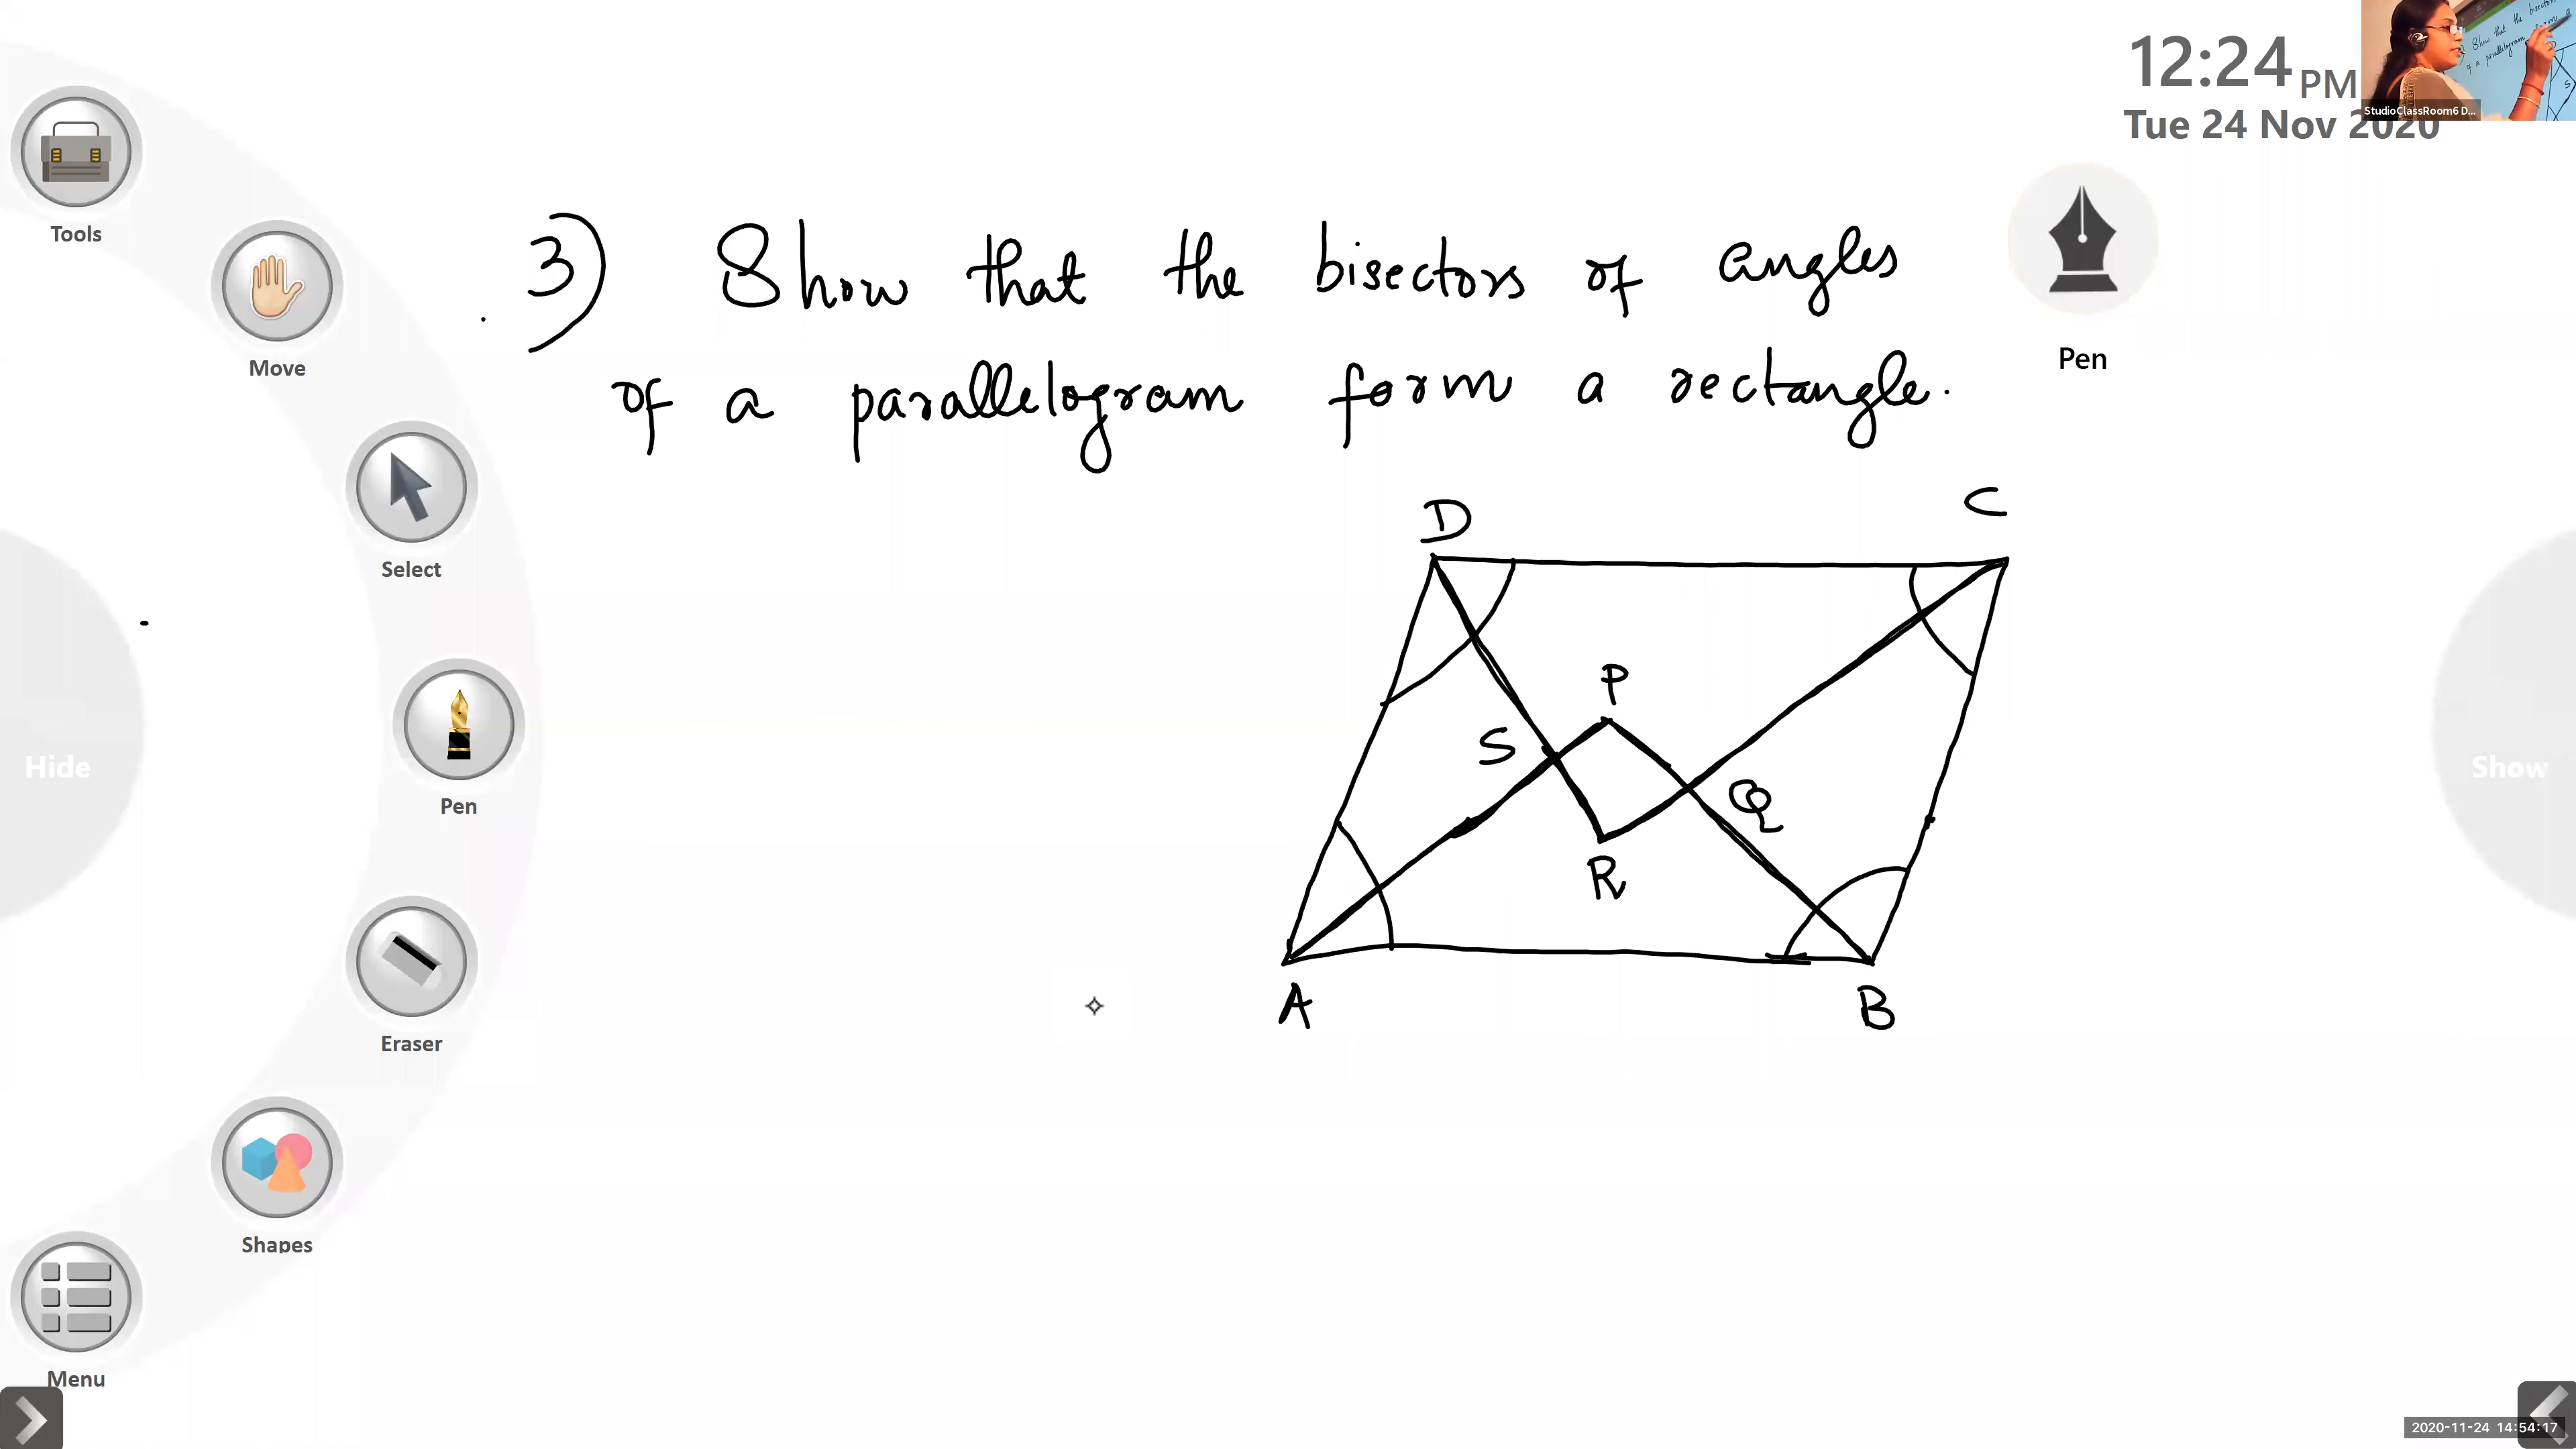 12:24 PM
Tue 24 Nov 2020
StudioClassRoom6 D...
Tools
Move
Select
Pen
Eraser
Shapes
Menu
Hide
Show
Pen
3) Show that the bisectors of angles
of a parallelogram form a rectangle.
D
C
P
S
Q
R
A
B
2020-11-24 14:54:17